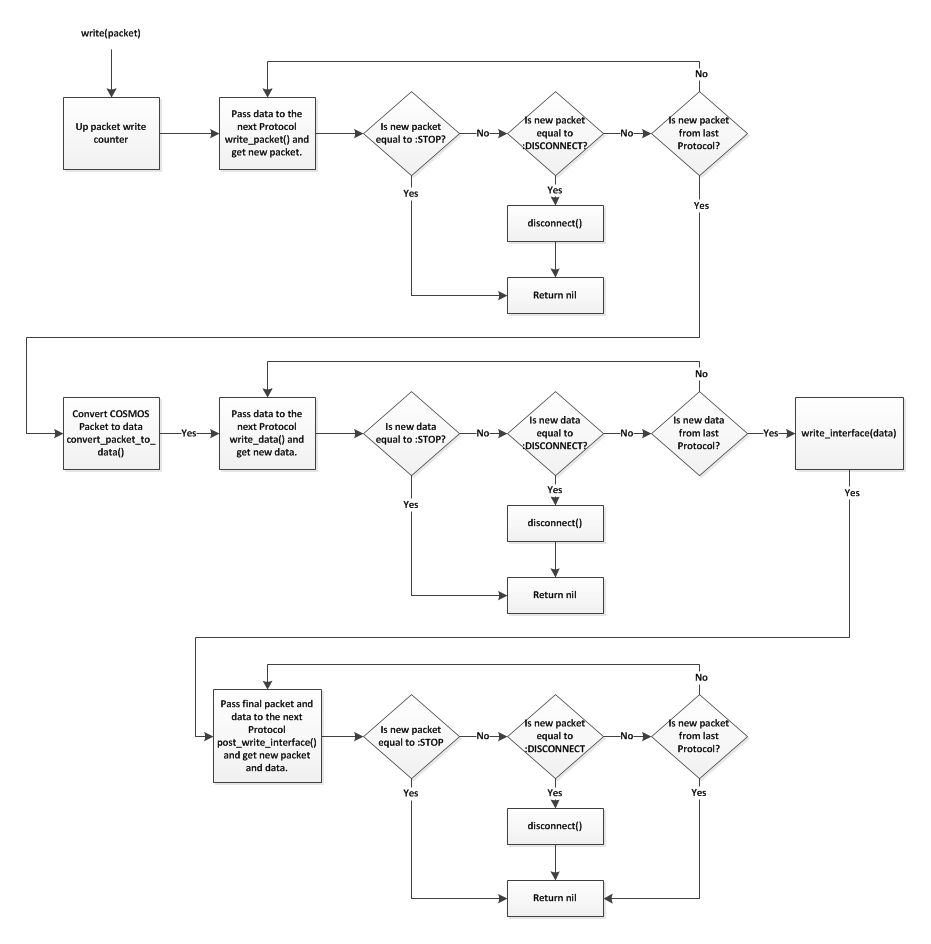 write(packet)
No
Up packet write
counter
Pass data to the
next Protocol
write_packet() and
get new packet.
Is new packet
equal to :STOP?
No
Is new packet
equal to
:DISCONNECT?
No
Is new packet
from last
Protocol?
Yes
Yes
Yes
disconnect()
Return nil
No
Convert COSMOS
Packet to data
convert_packet_to_
data()
Yes
Pass data to the
next Protocol
write_data() and
get new data.
Is new data
equal to :STOP?
No
Is new data
equal to
:DISCONNECT?
No
Is new data
from last
Protocol?
Yes
write_interface(data)
Yes
Yes
Yes
disconnect()
Return nil
No
Pass final packet and
data to the next
Protocol
post_write_interface()
and get new packet
and data.
Is new packet
equal to :STOP
No
Is new packet
equal to
:DISCONNECT
No
Is new packet
from last
Protocol?
Yes
Yes
Yes
disconnect()
Return nil